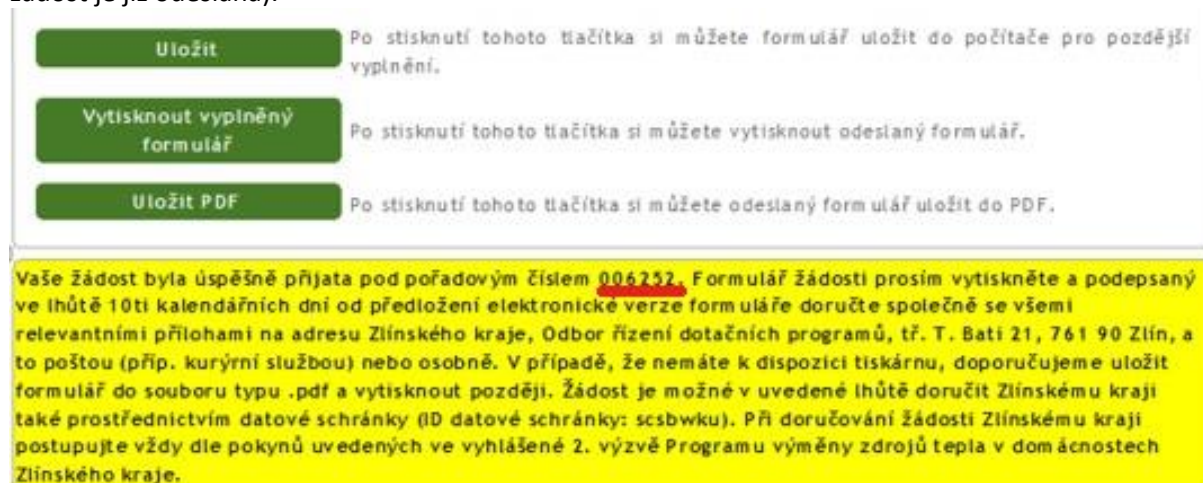 Uložit
Po stisknutí tohoto tlačítka si můžete formulář uložit do počítače pro pozdější
vyplnění.
Vytisknout vyplněný
formulář
Po stisknutí tohoto tlačítka si můžete vytisknout odeslaný formulář.
Uložit PDF
Po stisknutí tohoto tlačítka si můžete odeslaný formulář uložit do PDF.
Vaše žádost byla úspěšně přijata pod pořadovým číslem 006252. Formulář žádosti prosím vytiskněte a podepsaný
ve lhůtě 10ti kalendářních dní od předložení elektronické verze formuláře doručte společně se všemi
relevantními přílohami na adresu Zlínského kraje, Odbor řízení dotačních programů, tř. T. Bati 21, 761 90 Zlín, a
to poštou (příp. kurýrní službou) nebo osobně. V případě, že nemáte k dispozici tiskárnu, doporučujeme uložit
formulář do souboru typu .pdf a vytisknout později. Žádost je možné v uvedené lhůtě doručit Zlínskému kraji
také prostřednictvím datové schránky (ID datové schránky: scsbwku). Při doručování žádosti Zlínskému kraji
postupujte vždy dle pokynů uvedených ve vyhlášené 2. výzvě Programu výměny zdrojů tepla v domácnostech
Zlínského kraje.